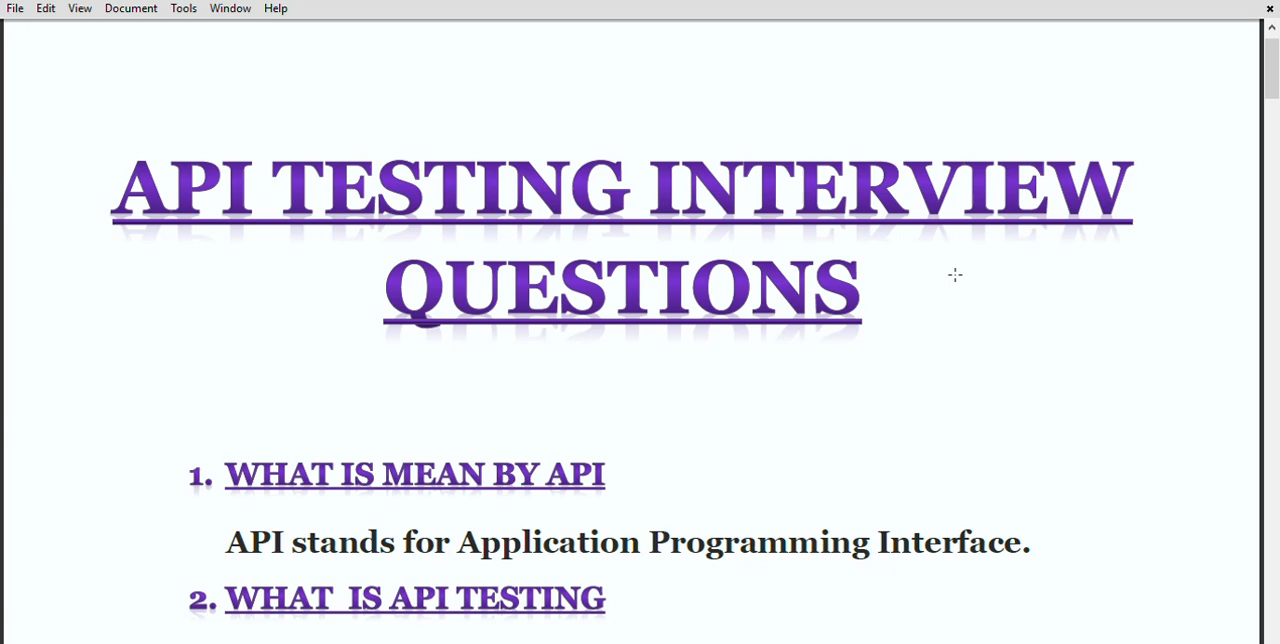 File Edit View Document Tools Window Help
API TESTING INTERVIEW
QUESTIONS
1. WHAT IS MEAN BY API
API stands for Application Programming Interface.
2. WHAT IS API TESTING